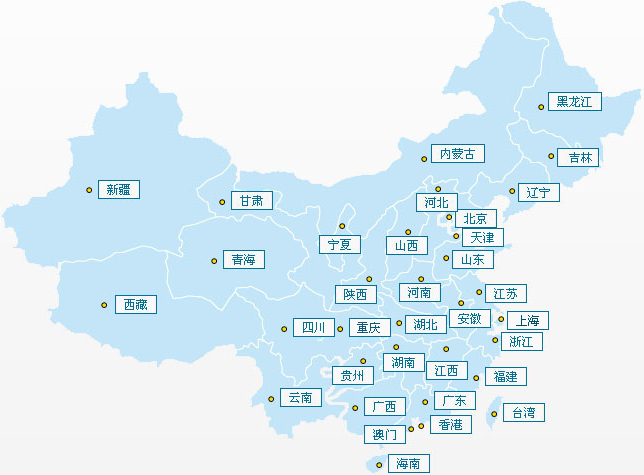 黑龙江
内蒙古
吉林
新疆
辽宁
甘肃
河北
北京
天津
宁夏
山西
青海
山东
陕西
河南
江苏
西藏
安徽
上海
四川
重庆
湖北
浙江
湖南
江西
贵州
福建
云南
广东
广西
台湾
香港
澳门
海南